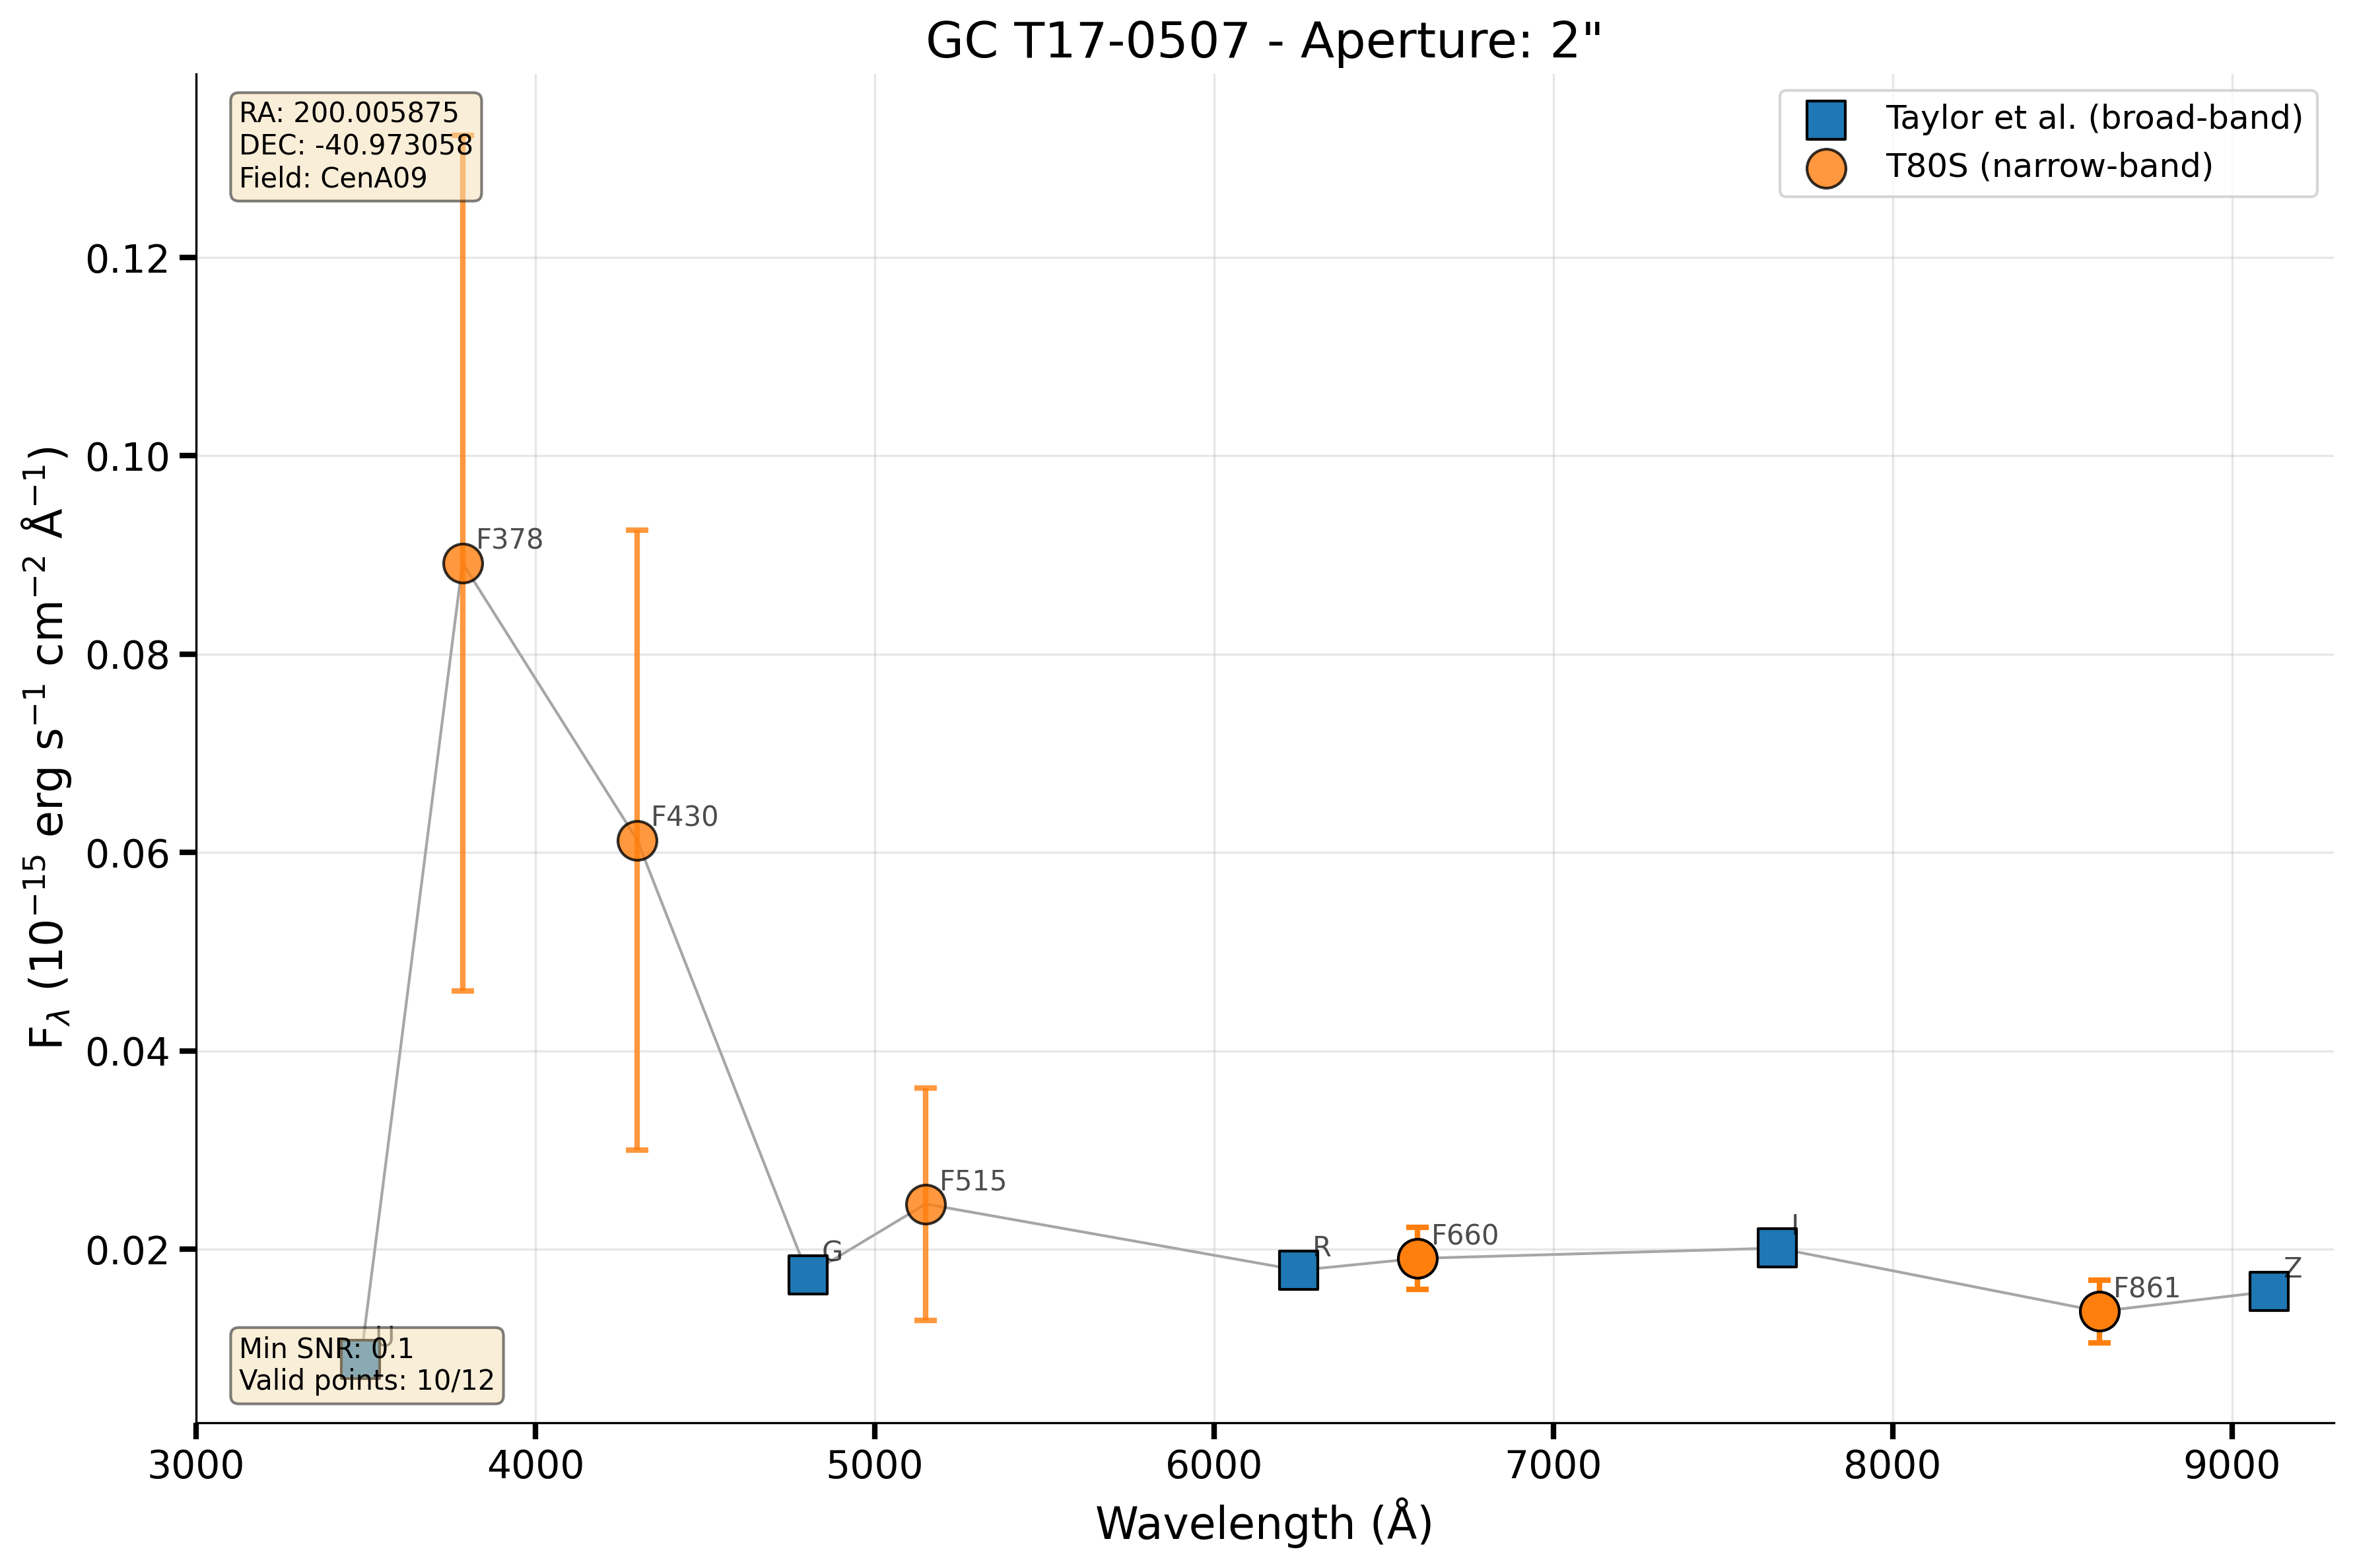 GC T17-0507 - Aperture: 2"
RA: 200.005875
DEC: -40.973058
Field: CenA09
Taylor et al. (broad-band)
T80S (narrow-band)
F_λ (10⁻¹⁵ erg s⁻¹ cm⁻² Å⁻¹)
0.12
0.10
0.08
0.06
0.04
0.02
F378
F430
G
F515
R
F660
I
F861
Z
U
Min SNR: 0.1
Valid points: 10/12
3000
4000
5000
6000
7000
8000
9000
Wavelength (Å)